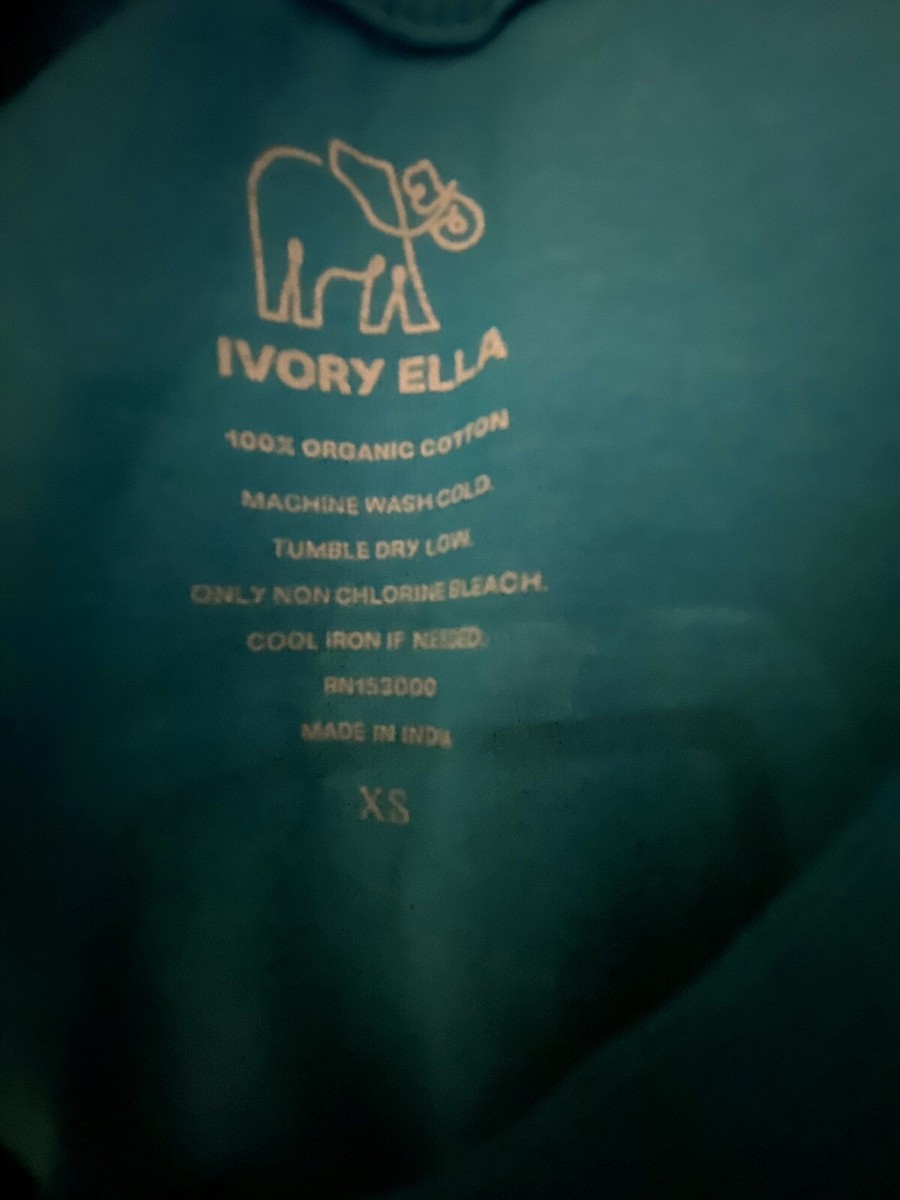 IVORY ELLA
100% ORGANIC COTTON
MACHINE WASH COLD.
TUMBLE DRY LOW.
ONLY NON CHLORINE BLEACH.
COOL IRON IF NEEDED.
RN153000
MADE IN INDIA
XS